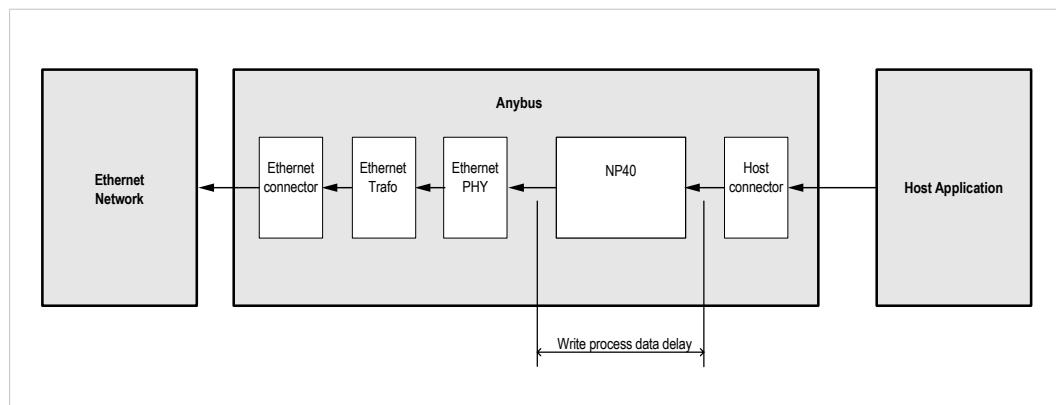 Anybus
Ethernet
Network
Ethernet
connector
Ethernet
Trafo
Ethernet
PHY
NP40
Host
connector
Host Application
Write process data delay